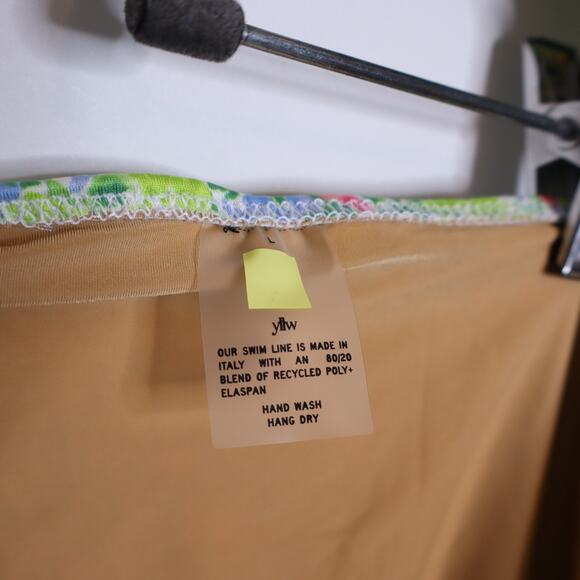 L
yllw
OUR SWIM LINE IS MADE IN
ITALY WITH AN 80/20
BLEND OF RECYCLED POLY+
ELASPAN
HAND WASH
HANG DRY